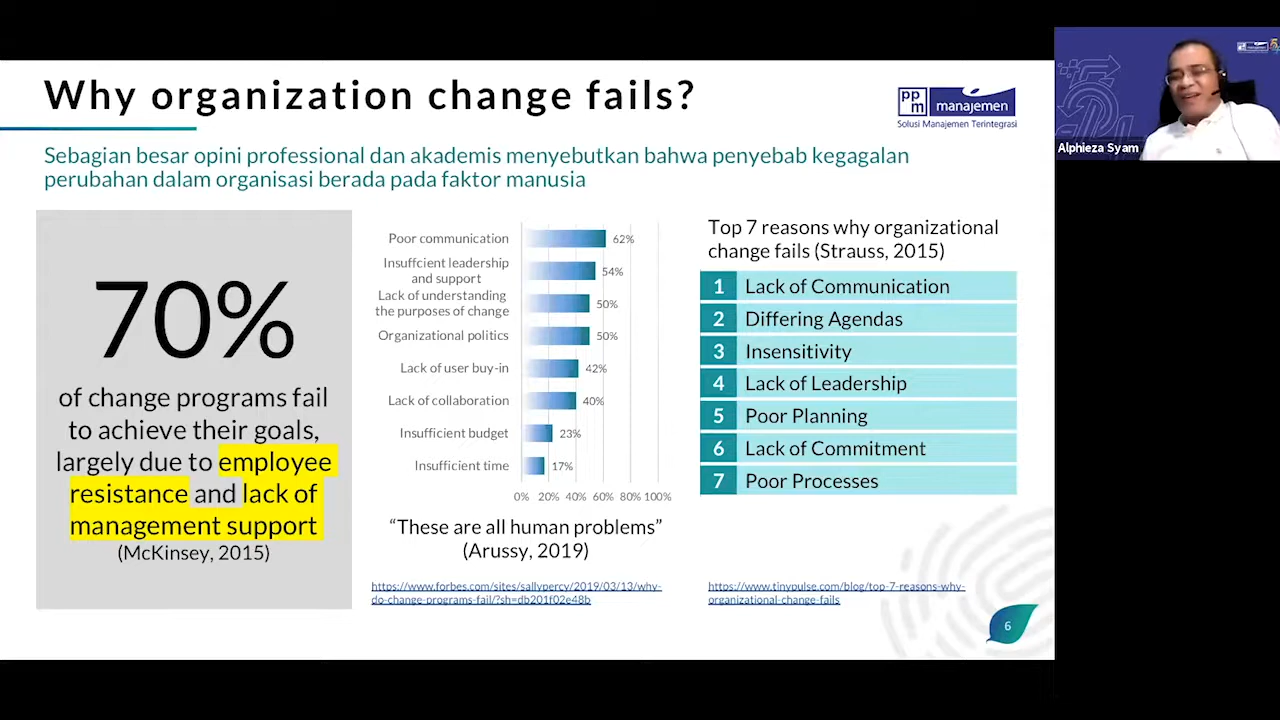 Why organization change fails?
ppm manajemen
Solusi Manajemen Terintegrasi
Sebagian besar opini professional dan akademis menyebutkan bahwa penyebab kegagalan
perubahan dalam organisasi berada pada faktor manusia
70%
of change programs fail
to achieve their goals,
largely due to employee
resistance and lack of
management support
(McKinsey, 2015)
Poor communication 62%
Insuffcient leadership
and support 54%
Lack of understanding
the purposes of change 50%
Organizational politics 50%
Lack of user buy-in 42%
Lack of collaboration 40%
Insufficient budget 23%
Insufficient time 17%
0% 20% 40% 60% 80% 100%
“These are all human problems”
(Arussy, 2019)
https://www.forbes.com/sites/sallypercy/2019/03/13/why-
do-change-programs-fail/?sh=db201f02e48b
Top 7 reasons why organizational
change fails (Strauss, 2015)
1 Lack of Communication
2 Differing Agendas
3 Insensitivity
4 Lack of Leadership
5 Poor Planning
6 Lack of Commitment
7 Poor Processes
https://www.tinypulse.com/blog/top-7-reasons-why-
organizational-change-fails
6
Alphieza Syam